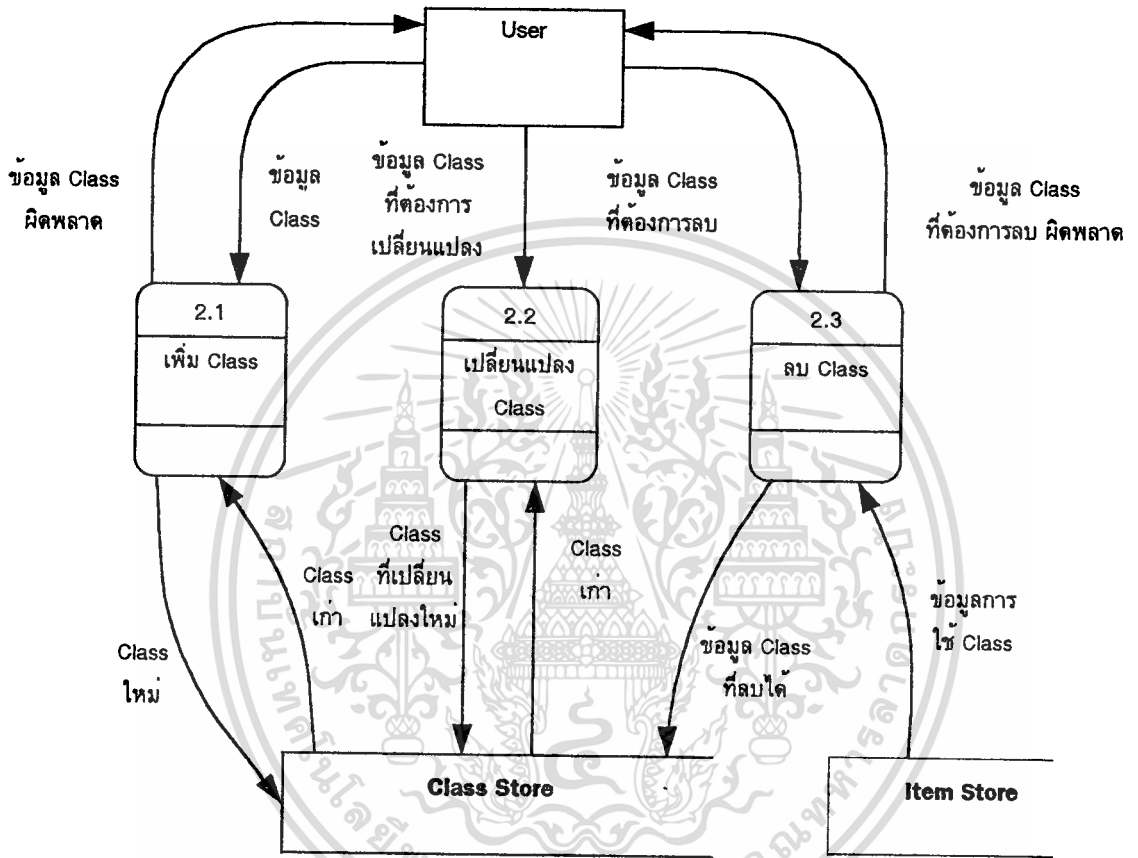 User
ข้อมูล Class
ผิดพลาด
ข้อมูล
Class
ข้อมูล Class
ที่ต้องการ
เปลี่ยนแปลง
ข้อมูล Class
ที่ต้องการลบ
ข้อมูล Class
ที่ต้องการลบ ผิดพลาด
2.1
เพิ่ม Class
2.2
เปลี่ยนแปลง
Class
2.3
ลบ Class
Class
ใหม่
Class
เก่า
Class
ที่เปลี่ยน
แปลงใหม่
Class
เก่า
ข้อมูล Class
ที่ลบได้
ข้อมูลการ
ใช้ Class
Class Store
Item Store